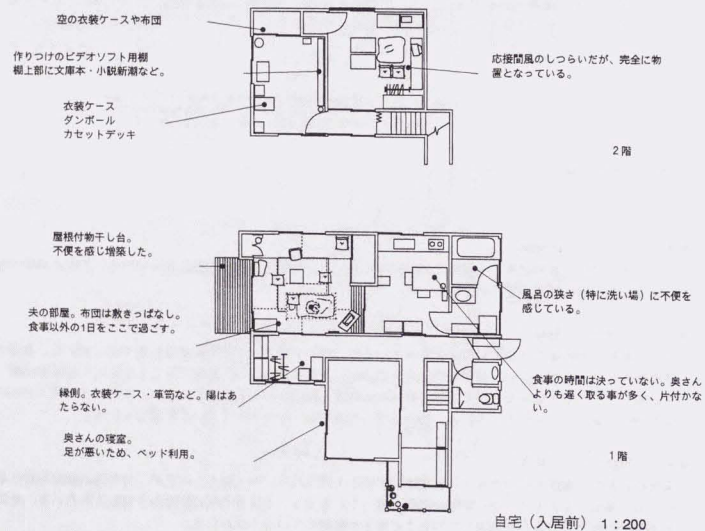 空の衣装ケースや布団
作りつけのビデオソフト用棚
棚上部に文庫本・小説新潮など。
衣装ケース
ダンボール
カセットデッキ
応接間風のしつらいだが、完全に物
置となっている。
2階
屋根付物干し台。
不便を感じ増築した。
夫の部屋。布団は敷きっぱなし。
食事以外の1日をここで過ごす。
縁側。衣装ケース・箪笥など。陽はあ
たらない。
奥さんの寝室。
足が悪いため、ベッド利用。
風呂の狭さ（特に洗い場）に不便を
感じている。
食事の時間は決っていない。奥さん
よりも遅く取る事が多く、片付かな
い。
1階
自宅（入居前） 1：200